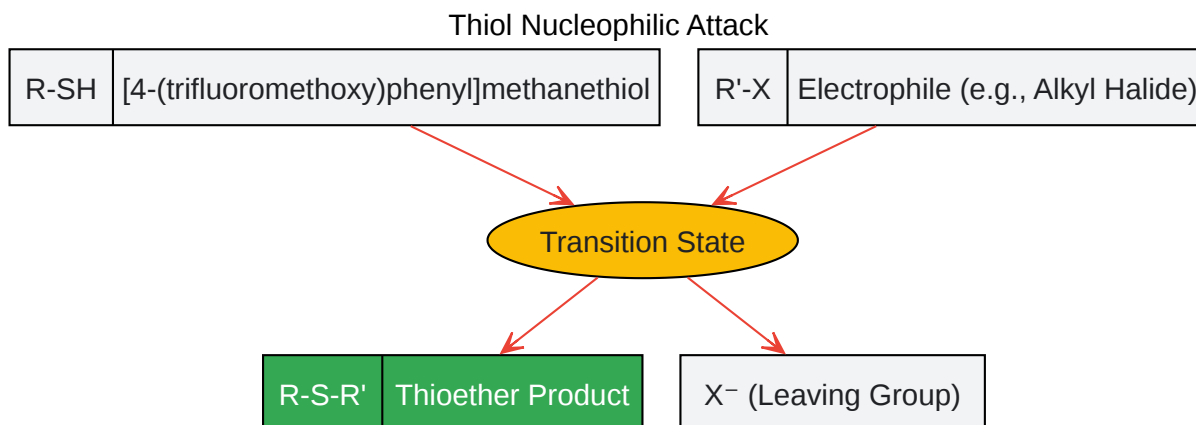 Thiol Nucleophilic Attack
R-SH [4-(trifluoromethoxy)phenyl]methanethiol
R'-X Electrophile (e.g., Alkyl Halide)
Transition State
R-S-R' Thioether Product
X⁻ (Leaving Group)